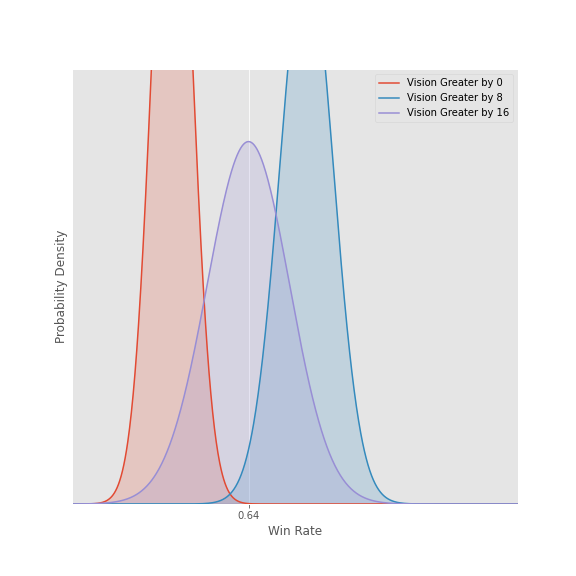 Vision Greater by 0
Vision Greater by 8
Vision Greater by 16
Probability Density
0.64
Win Rate